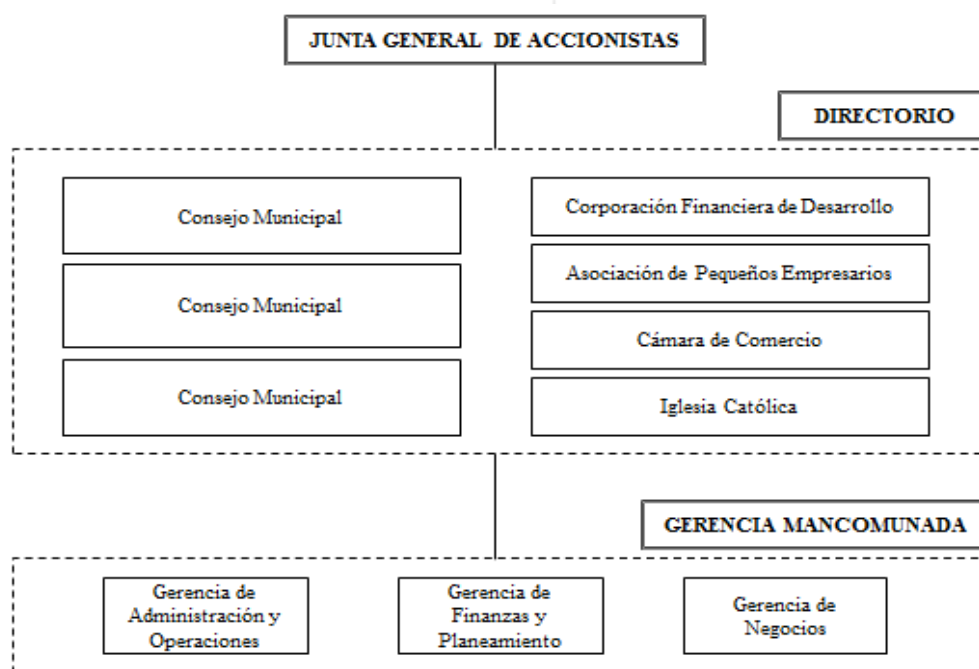 JUNTA GENERAL DE ACCIONISTAS
DIRECTORIO
Consejo Municipal
Consejo Municipal
Consejo Municipal
Corporación Financiera de Desarrollo
Asociación de Pequeños Empresarios
Cámara de Comercio
Iglesia Católica
GERENCIA MANCOMUNADA
Gerencia de
Administración y
Operaciones
Gerencia de
Finanzas y
Planeamiento
Gerencia de
Negocios